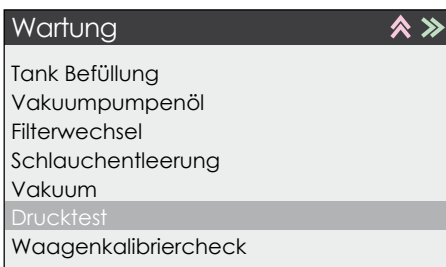 Wartung
Tank Befüllung
Vakuumpumpenöl
Filterwechsel
Schlauchentleerung
Vakuum
Drucktest
Waagenkalibriercheck